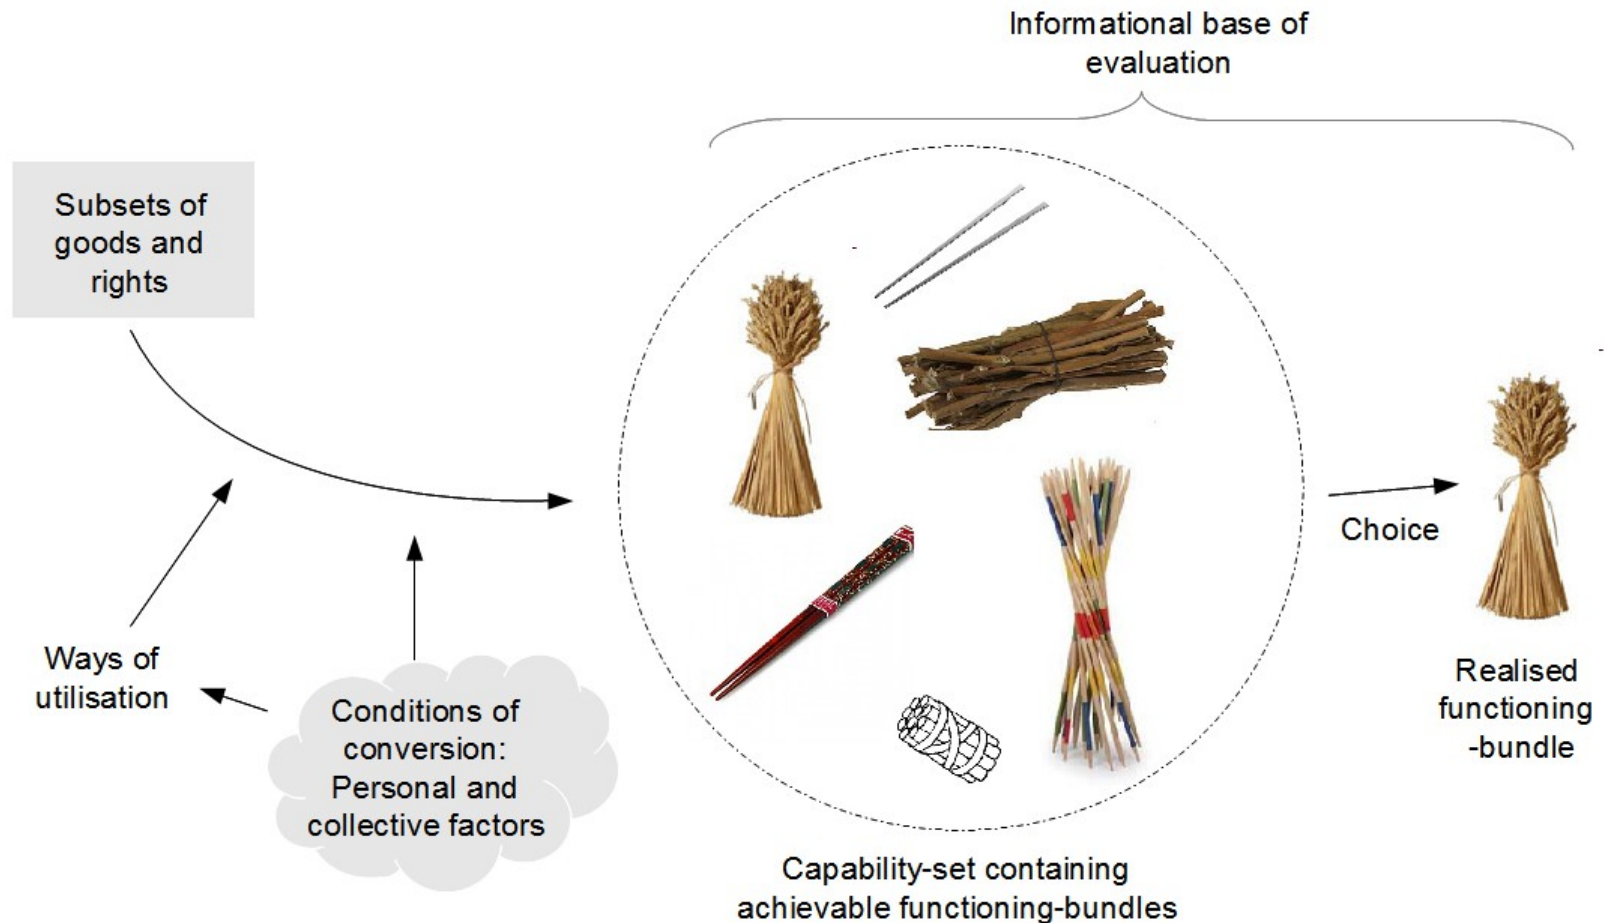 Informational base of
evaluation
Subsets of
goods and
rights
Choice
Ways of
utilisation
Conditions of
conversion:
Personal and
collective factors
Realised
functioning
-bundle
Capability-set containing
achievable functioning-bundles